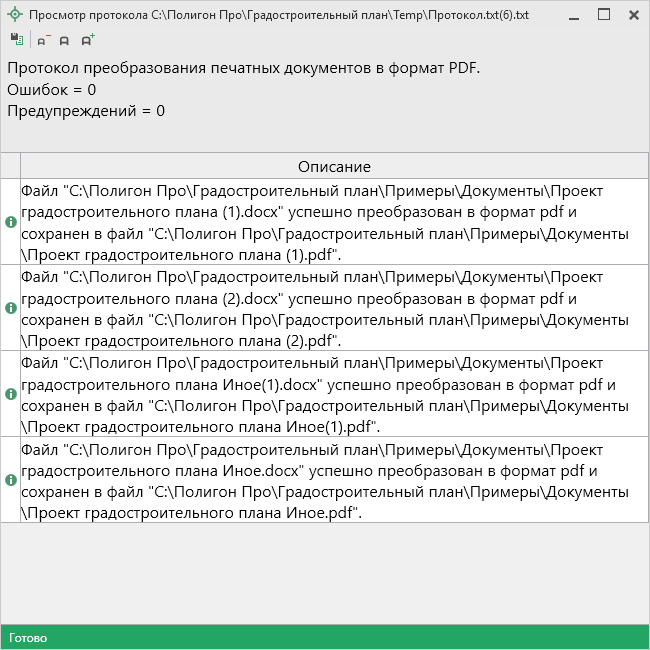 Просмотр протокола C:\Полигон Про\Градостроительный план\Temp\Протокол.txt(6).txt
Протокол преобразования печатных документов в формат PDF.
Ошибок = 0
Предупреждений = 0
Описание
Файл "C:\Полигон Про\Градостроительный план\Примеры\Документы\Проект
градостроительного плана (1).docx" успешно преобразован в формат pdf и
сохранен в файл "C:\Полигон Про\Градостроительный план\Примеры\Документы
\Проект градостроительного плана (1).pdf".
Файл "C:\Полигон Про\Градостроительный план\Примеры\Документы\Проект
градостроительного плана (2).docx" успешно преобразован в формат pdf и
сохранен в файл "C:\Полигон Про\Градостроительный план\Примеры\Документы
\Проект градостроительного плана (2).pdf".
Файл "C:\Полигон Про\Градостроительный план\Примеры\Документы\Проект
градостроительного плана Иное(1).docx" успешно преобразован в формат pdf и
сохранен в файл "C:\Полигон Про\Градостроительный план\Примеры\Документы
\Проект градостроительного плана Иное(1).pdf".
Файл "C:\Полигон Про\Градостроительный план\Примеры\Документы\Проект
градостроительного плана Иное.docx" успешно преобразован в формат pdf и
сохранен в файл "C:\Полигон Про\Градостроительный план\Примеры\Документы
\Проект градостроительного плана Иное.pdf".
Готово